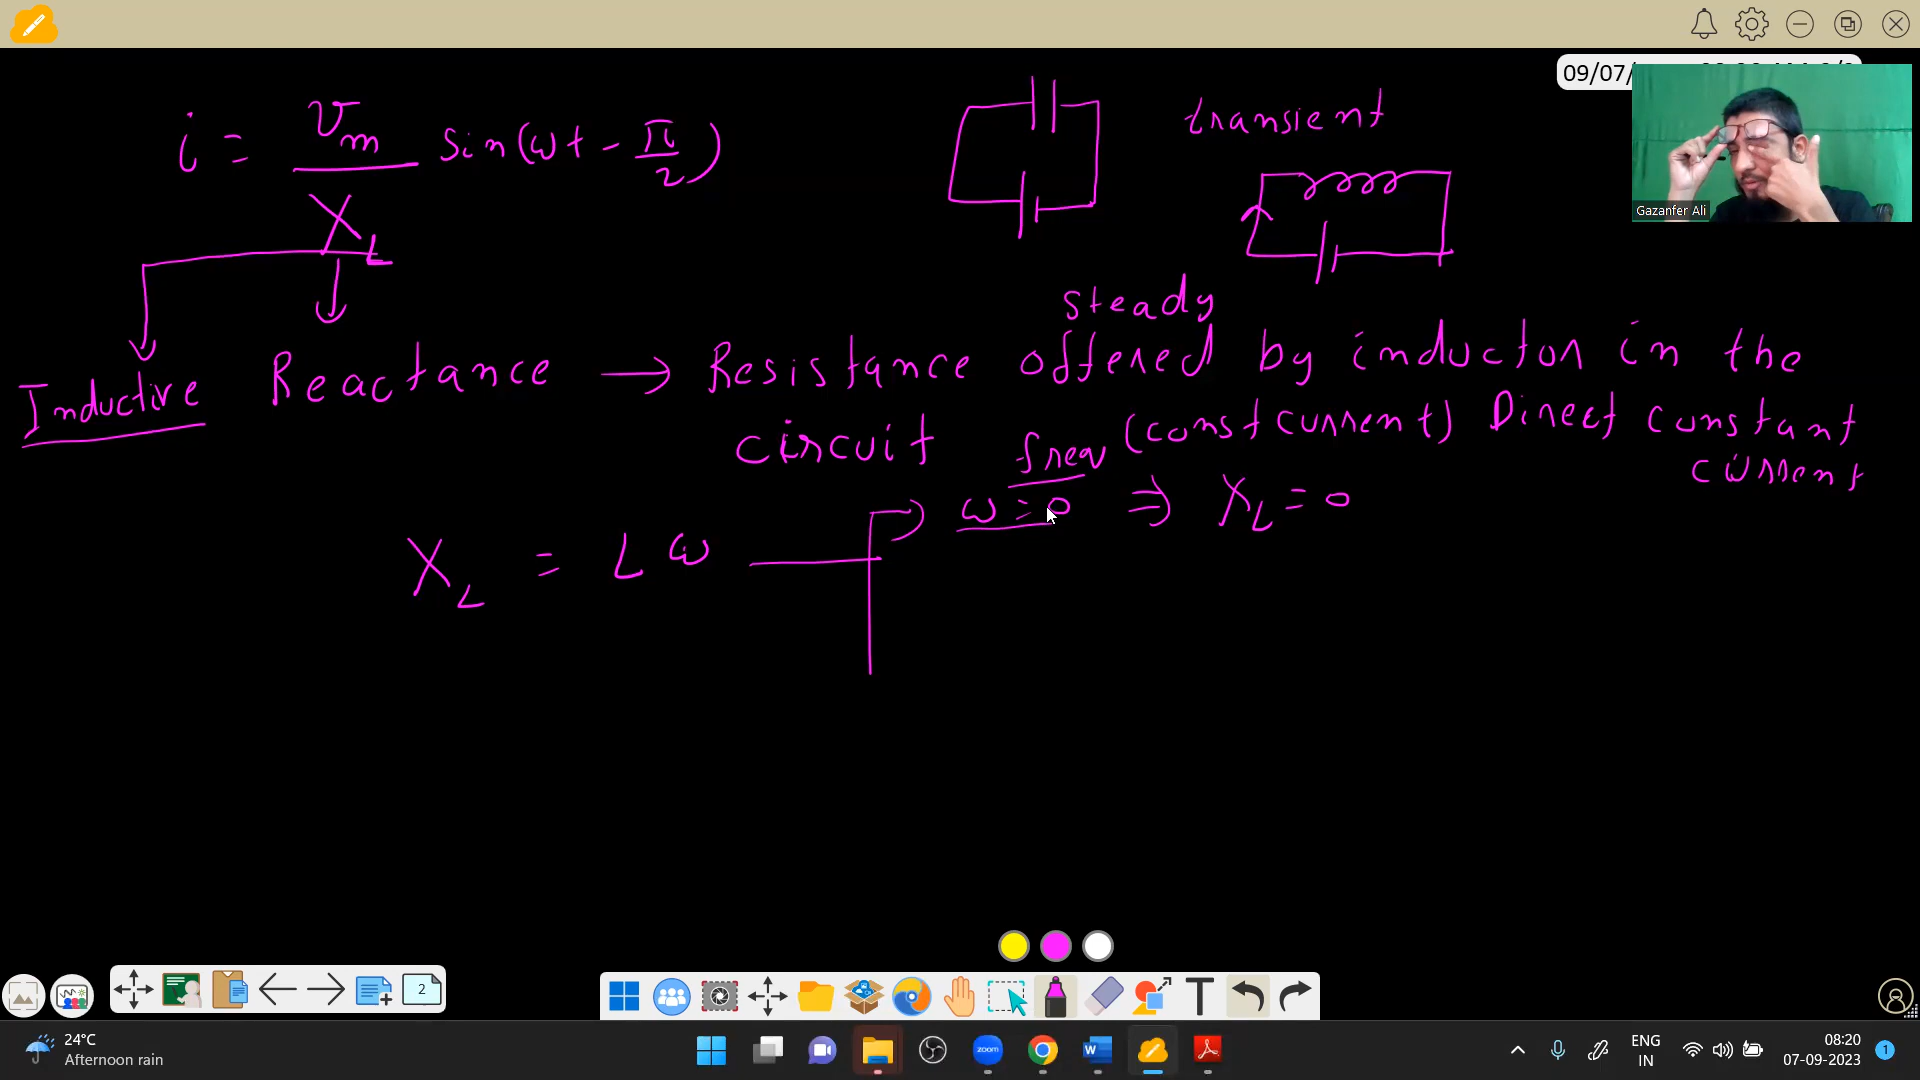 09/07/
i = Vm / XL sin(ωt - π/2)
transient
Gazanfer Ali
steady
Inductive Reactance → Resistance offered by inductor in the
circuit
freq (const current) Direct constant
current
ω = 0 ⇒ XL = 0
XL = Lω
2
24°C
Afternoon rain
zoom
W
T
ENG
IN
08:20
07-09-2023
1